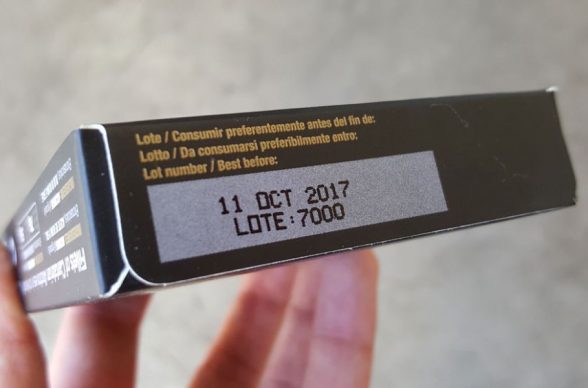 Lote / Consumir preferentemente antes del fin de:
Lotto / Da consumarsi preferibilmente entro:
Lot number / Best before:
11 OCT 2017
LOTE:7000